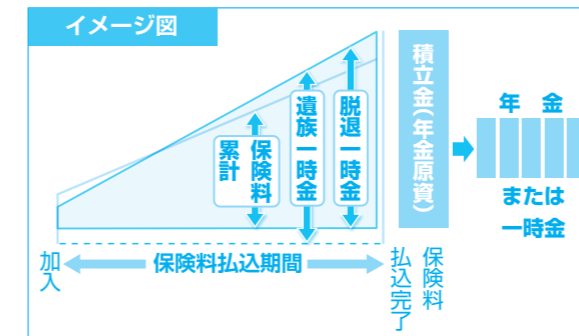 イメージ図
保険料
累計
遺族一時金
脱退一時金
積立金(年金原資)
年 金
または
一時金
加入
保険料払込期間
保険料
払込完了